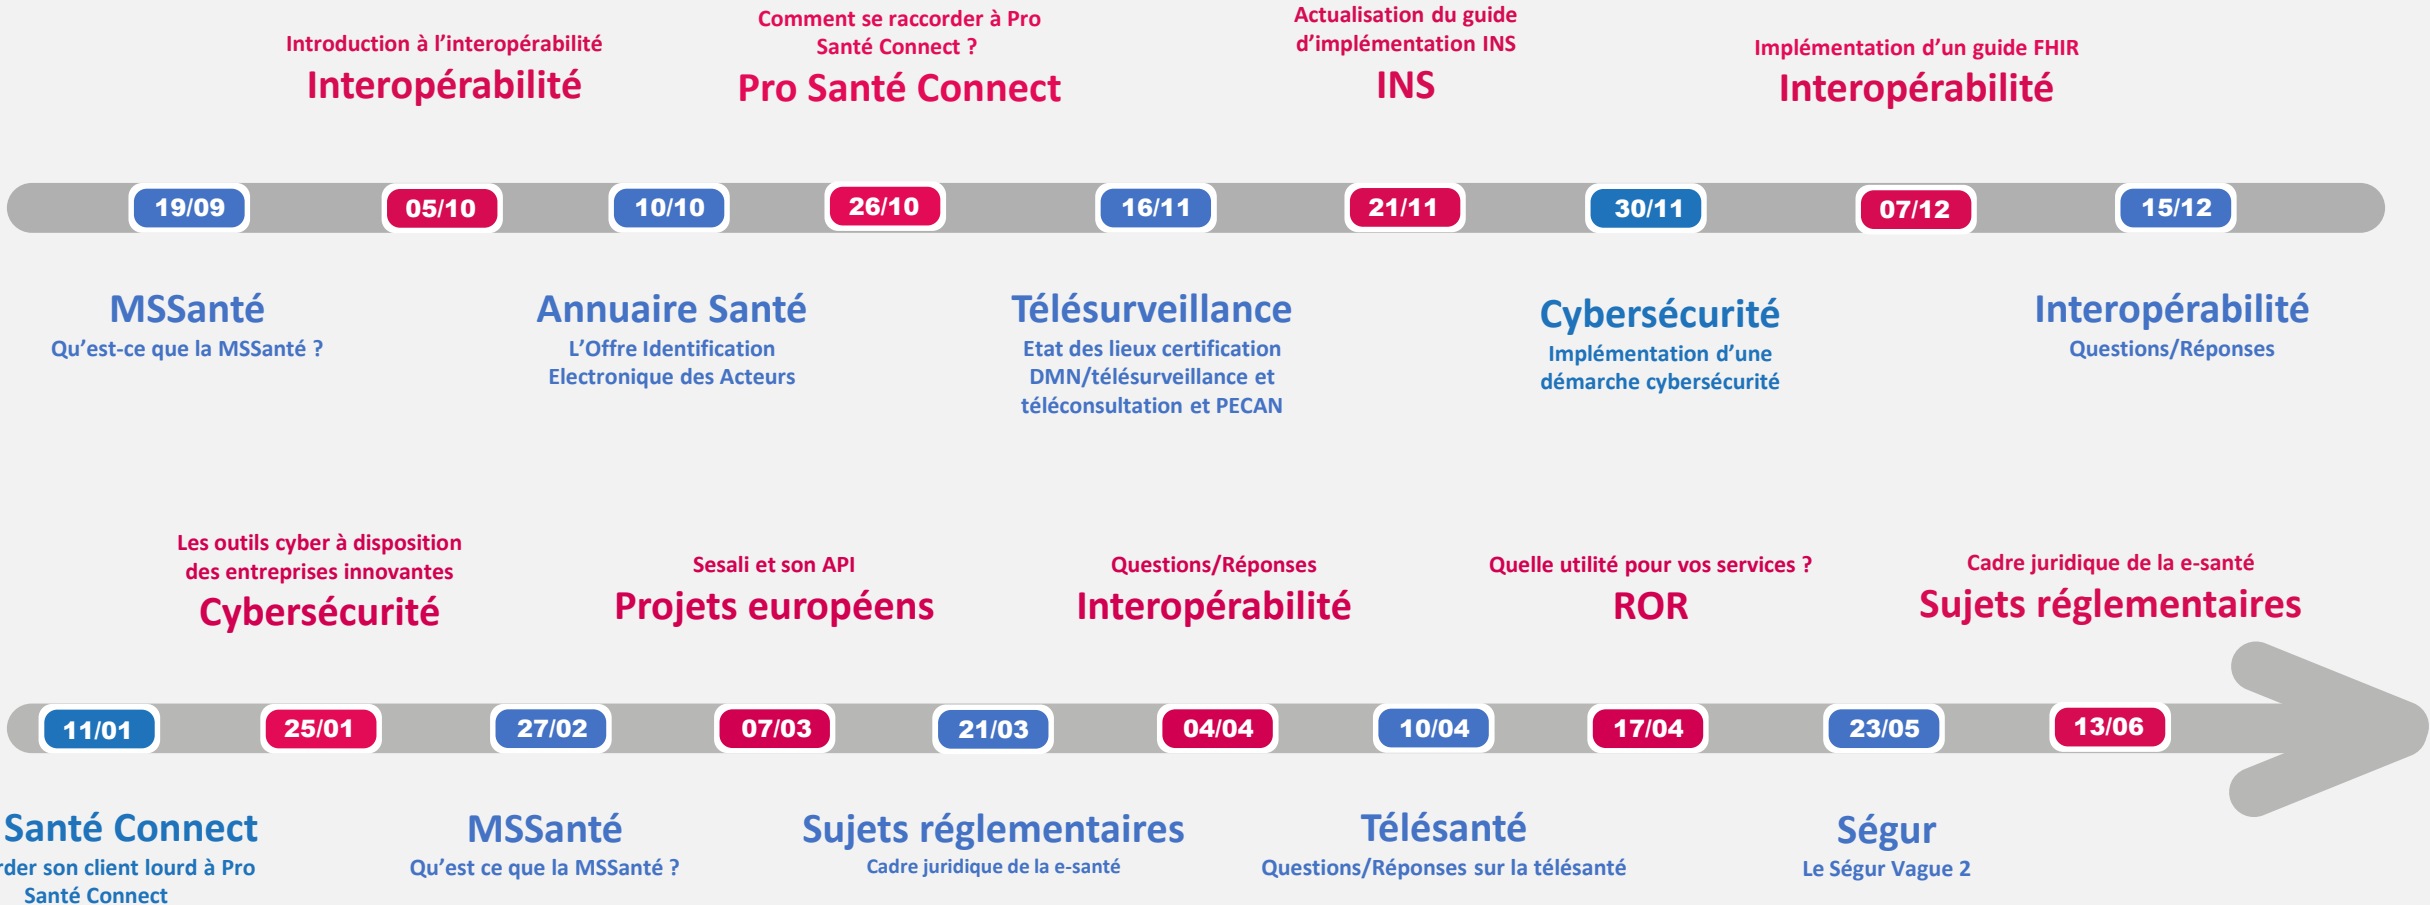 Introduction à l'interopérabilité
Interopérabilité
Comment se raccorder à Pro
Santé Connect ?
Pro Santé Connect
Actualisation du guide
d'implémentation INS
INS
Implémentation d'un guide FHIR
Interopérabilité
19/09
05/10
10/10
26/10
16/11
21/11
30/11
07/12
15/12
MSSanté
Qu'est-ce que la MSSanté ?
Annuaire Santé
L'Offre Identification
Electronique des Acteurs
Télésurveillance
Etat des lieux certification
DMN/télésurveillance et
téléconsultation et PECAN
Cybersécurité
Implémentation d'une
démarche cybersécurité
Interopérabilité
Questions/Réponses
Les outils cyber à disposition
des entreprises innovantes
Cybersécurité
Sesali et son API
Projets européens
Questions/Réponses
Interopérabilité
Quelle utilité pour vos services ?
ROR
Cadre juridique de la e-santé
Sujets réglementaires
11/01
25/01
27/02
07/03
21/03
04/04
10/04
17/04
23/05
13/06
Santé Connect
son client lourd à Pro
Santé Connect
MSSanté
Qu'est ce que la MSSanté ?
Sujets réglementaires
Cadre juridique de la e-santé
Télésanté
Questions/Réponses sur la télésanté
Ségur
Le Ségur Vague 2